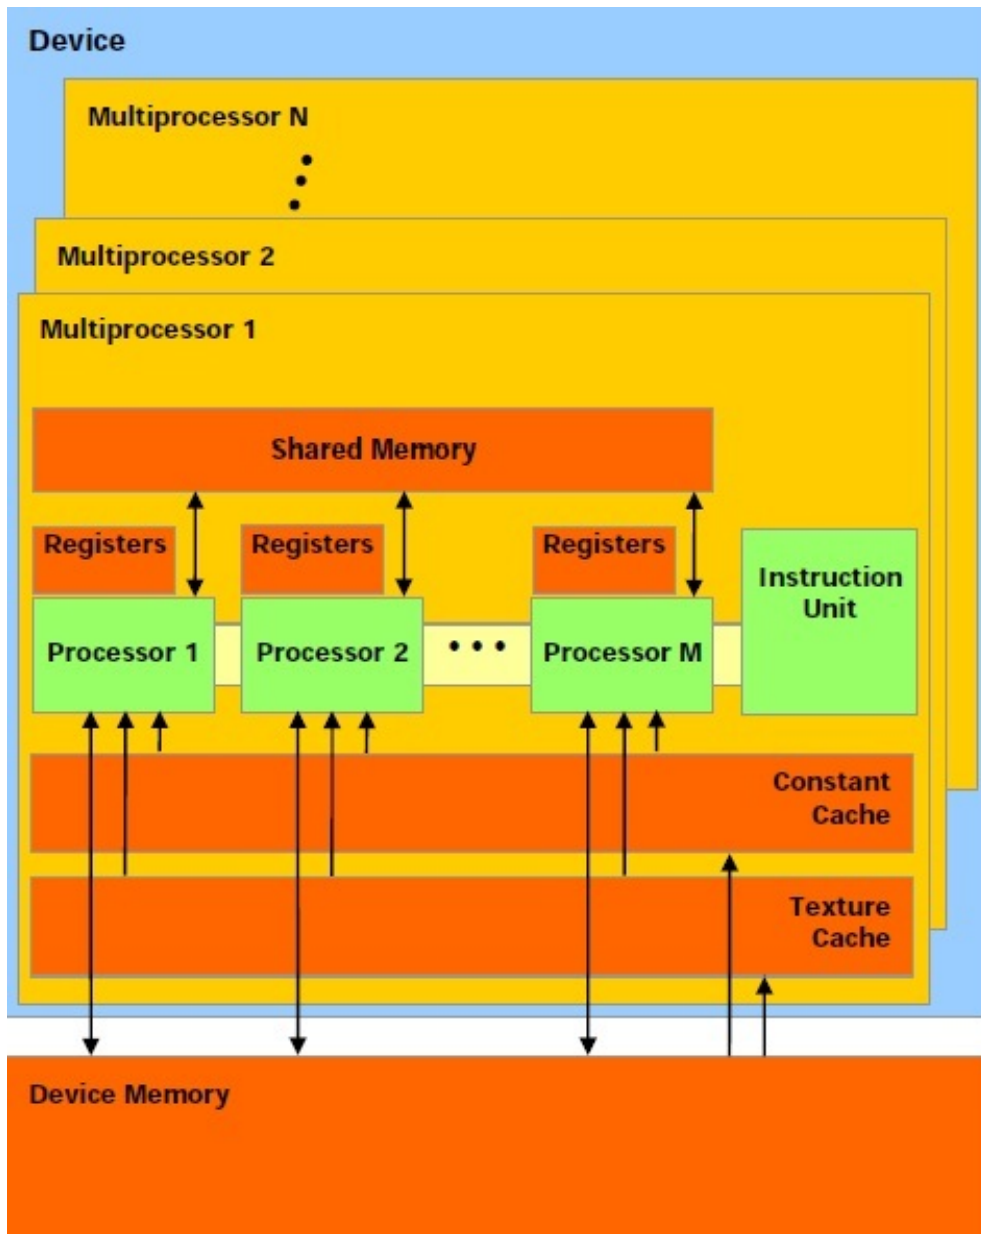 Device
Multiprocessor N
Multiprocessor 2
Multiprocessor 1
Shared Memory
Registers
Registers
Registers
Instruction
Unit
Processor 1
Processor 2
...
Processor M
Constant
Cache
Texture
Cache
Device Memory